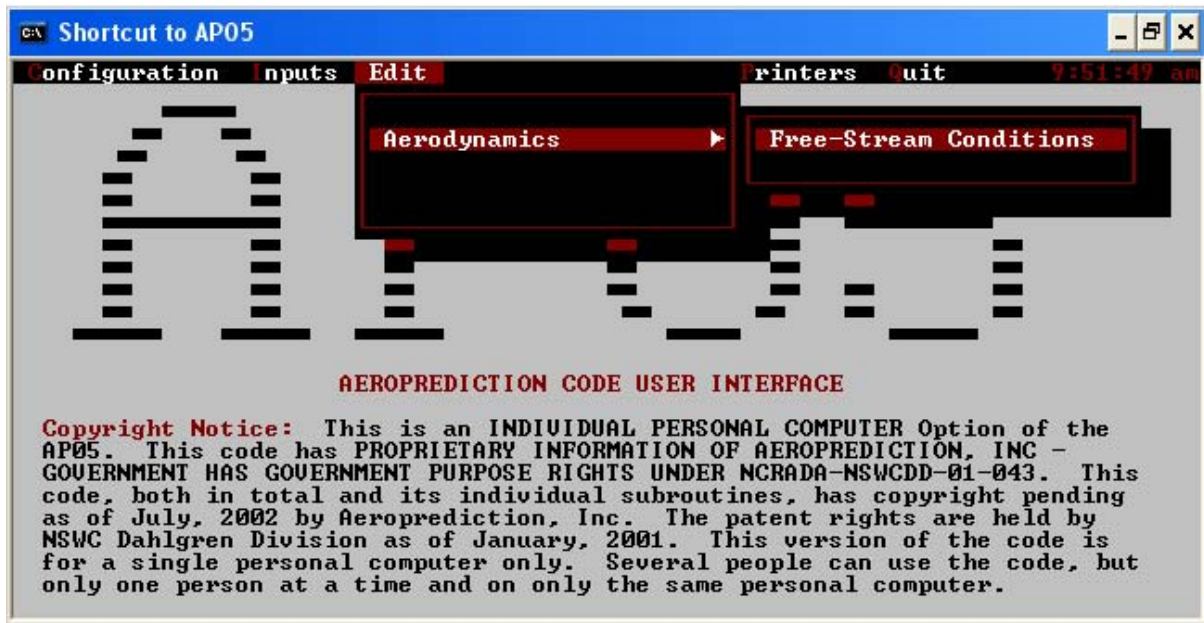 Shortcut to AP05
Configuration Inputs Edit Printers Quit 9:51:49 am
Aerodynamics Free-Stream Conditions
AEROPREDICTION CODE USER INTERFACE
Copyright Notice: This is an INDIVIDUAL PERSONAL COMPUTER Option of the
AP05. This code has PROPRIETARY INFORMATION OF AEROPREDICTION, INC -
GOVERNMENT HAS GOVERNMENT PURPOSE RIGHTS UNDER NCRADA-NSWCDD-01-043. This
code, both in total and its individual subroutines, has copyright pending
as of July, 2002 by Aeroprediction, Inc. The patent rights are held by
NSWC Dahlgren Division as of January, 2001. This version of the code is
for a single personal computer only. Several people can use the code, but
only one person at a time and on only the same personal computer.